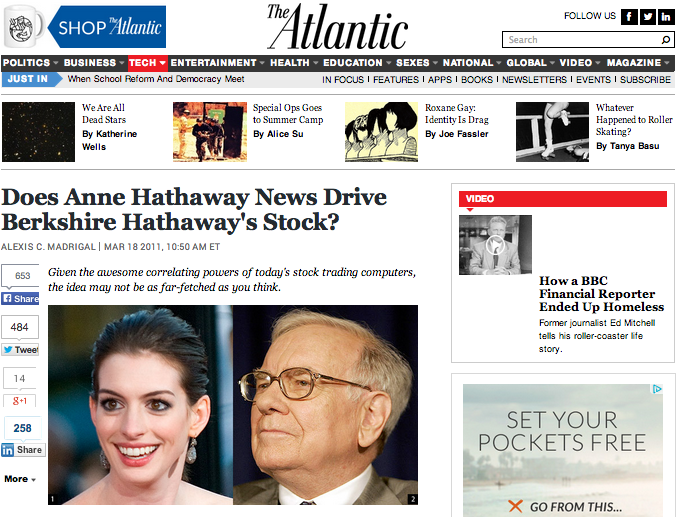 SHOP The Atlantic
The Atlantic
FOLLOW US
Search
POLITICS BUSINESS TECH ENTERTAINMENT HEALTH EDUCATION SEXES NATIONAL GLOBAL VIDEO MAGAZINE
JUST IN When School Reform And Democracy Meet
IN FOCUS | FEATURES | APPS | BOOKS | NEWSLETTERS | EVENTS | SUBSCRIBE
We Are All
Dead Stars
By Katherine
Wells
Special Ops Goes
to Summer Camp
By Alice Su
Roxane Gay:
Identity Is Drag
By Joe Fassler
Whatever
Happened to Roller
Skating?
By Tanya Basu
Does Anne Hathaway News Drive
Berkshire Hathaway's Stock?
ALEXIS C. MADRIGAL | MAR 18 2011, 10:50 AM ET
653
Share
484
Tweet
14
g+1
258
in Share
More
Given the awesome correlating powers of today's stock trading computers,
the idea may not be as far-fetched as you think.
1
2
VIDEO
How a BBC
Financial Reporter
Ended Up Homeless
Former journalist Ed Mitchell
tells his roller-coaster life
story.
SET YOUR
POCKETS FREE
GO FROM THIS...